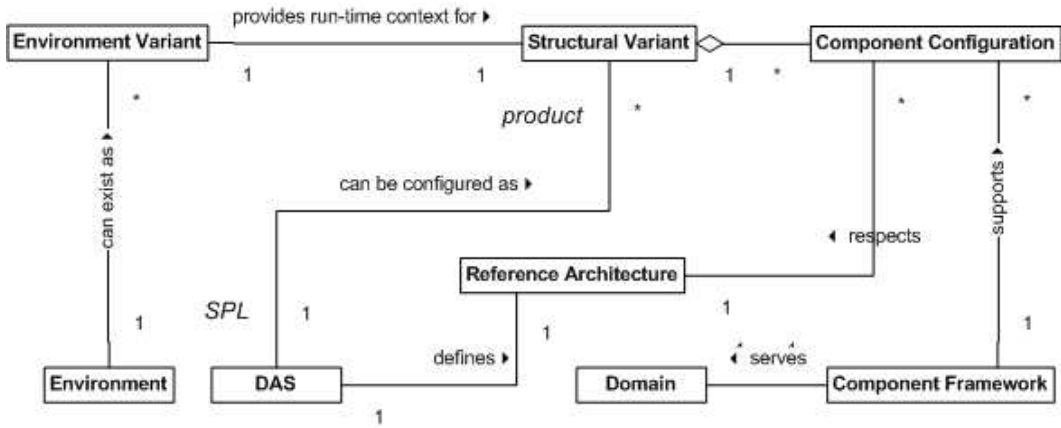 provides run-time context for
Environment Variant
Structural Variant
Component Configuration
1
1
1
*
*
product
*
*
*
can be configured as
can exist as
supports
respects
Reference Architecture
SPL
1
1
1
1
1
defines
serves
Environment
DAS
Domain
Component Framework
1